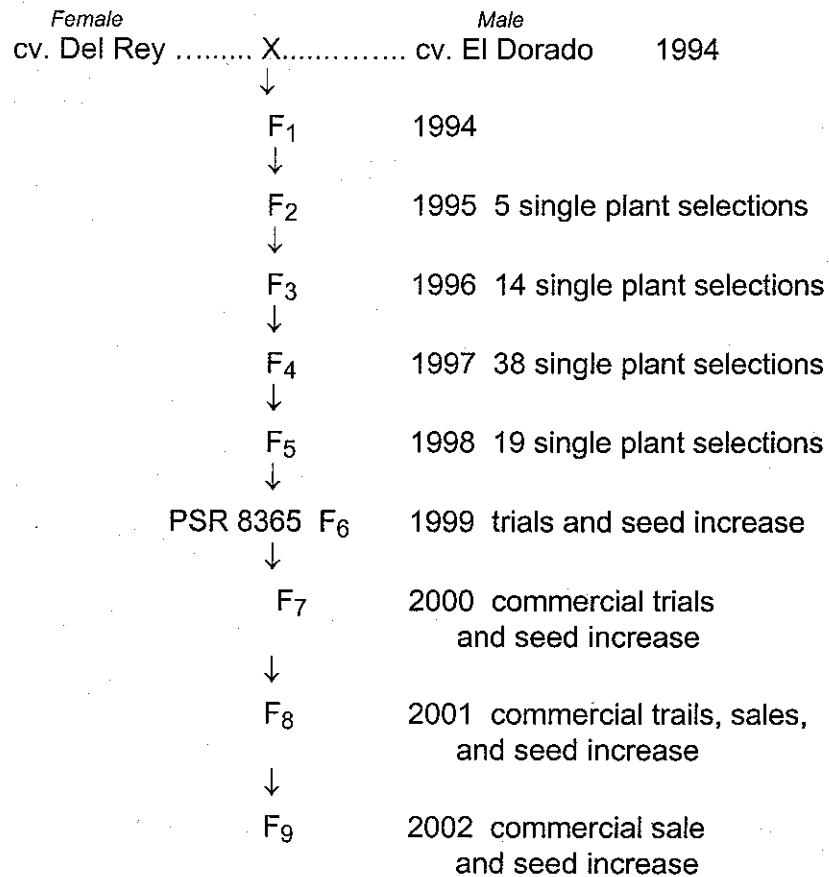 Female Male
cv. Del Rey ......... X.............. cv. El Dorado 1994
↓
F1 1994
↓
F2 1995 5 single plant selections
↓
F3 1996 14 single plant selections
↓
F4 1997 38 single plant selections
↓
F5 1998 19 single plant selections
↓
PSR 8365 F6 1999 trials and seed increase
↓
F7 2000 commercial trials
and seed increase
↓
F8 2001 commercial trails, sales,
and seed increase
↓
F9 2002 commercial sale
and seed increase